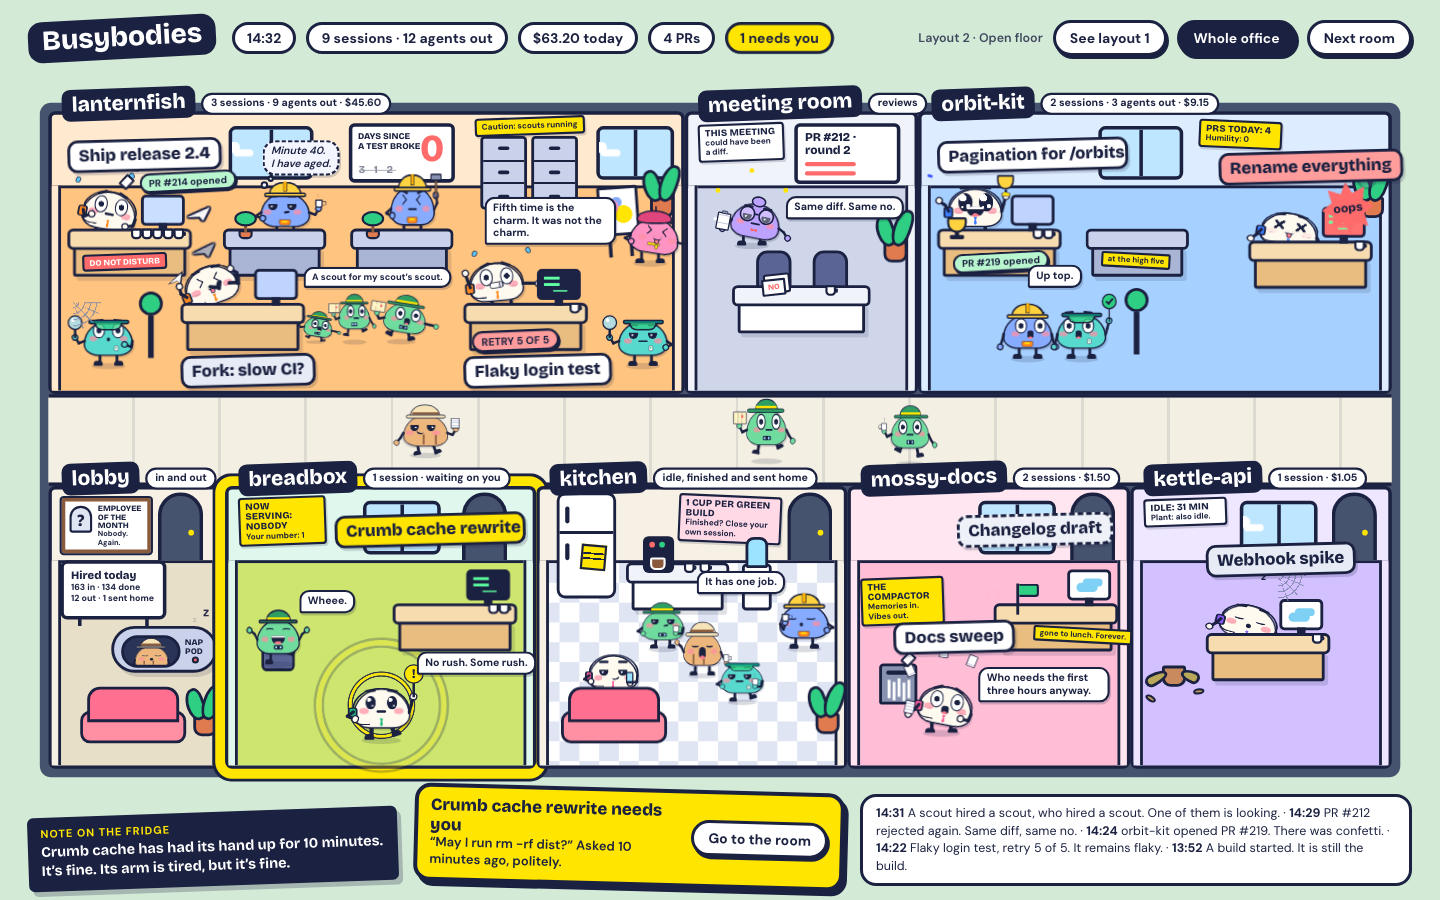 Busybodies
14:32
9 sessions · 12 agents out
$63.20 today
4 PRs
1 needs you
Layout 2 · Open floor
See layout 1
Whole office
Next room
lanternfish
3 sessions · 9 agents out · $45.60
Ship release 2.4
Minute 40.
I have aged.
DAYS SINCE
A TEST BROKE
0
3 1 2
Caution: scouts running
PR #214 opened
Fifth time is the
charm. It was not the
charm.
DO NOT DISTURB
A scout for my scout's scout.
RETRY 5 OF 5
Fork: slow CI?
Flaky login test
meeting room
reviews
THIS MEETING
could have been
a diff.
PR #212 ·
round 2
Same diff. Same no.
NO
orbit-kit
2 sessions · 3 agents out · $9.15
Pagination for /orbits
PRS TODAY: 4
Humility: 0
Rename everything
oops
PR #219 opened
at the high five
Up top.
lobby
in and out
EMPLOYEE
OF THE
MONTH
Nobody.
Again.
?
Hired today
163 in · 134 done
12 out · 1 sent home
z
z
NAP
POD
breadbox
1 session · waiting on you
NOW
SERVING:
NOBODY
Your number: 1
Crumb cache rewrite
Wheee.
No rush. Some rush.
!
kitchen
idle, finished and sent home
1 CUP PER GREEN
BUILD
Finished? Close your
own session.
It has one job.
mossy-docs
2 sessions · $1.50
Changelog draft
THE
COMPACTOR
Memories in.
Vibes out.
Docs sweep
gone to lunch. Forever.
Who needs the first
three hours anyway.
kettle-api
1 session · $1.05
IDLE: 31 MIN
Plant: also idle.
Webhook spike
z
NOTE ON THE FRIDGE
Crumb cache has had its hand up for 10 minutes.
It's fine. Its arm is tired, but it's fine.
Crumb cache rewrite needs
you
“May I run rm -rf dist?” Asked 10
minutes ago, politely.
Go to the room
14:31 A scout hired a scout, who hired a scout. One of them is looking. · 14:29 PR #212
rejected again. Same diff, same no. · 14:24 orbit-kit opened PR #219. There was confetti. ·
14:22 Flaky login test, retry 5 of 5. It remains flaky. · 13:52 A build started. It is still the
build.